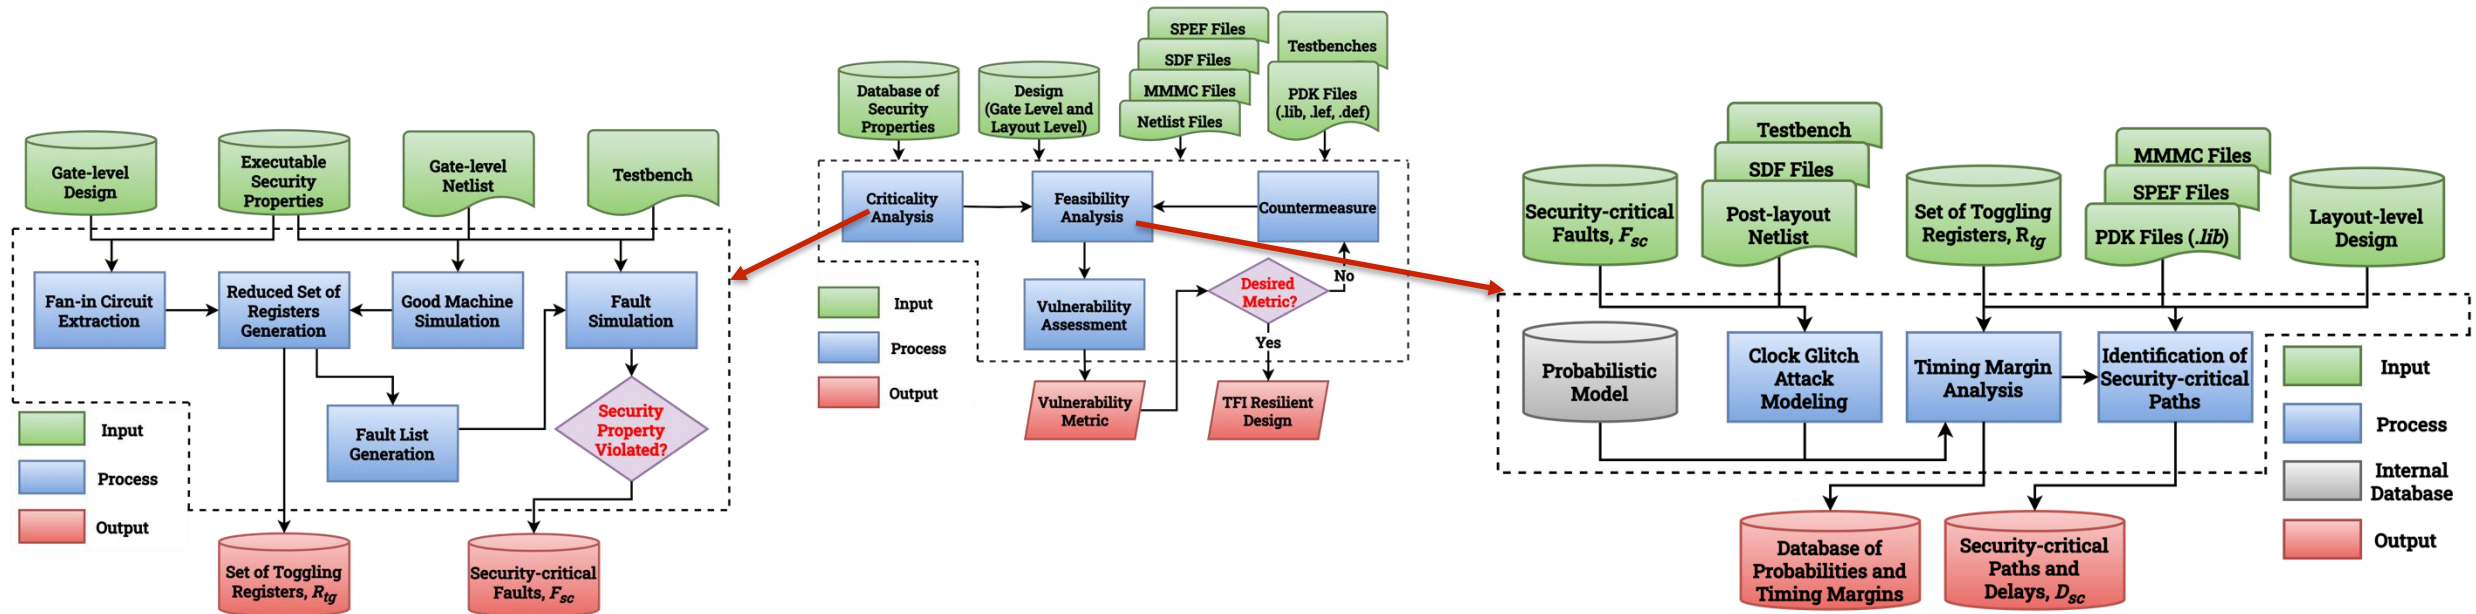 Gate-level
Design
Executable
Security
Properties
Gate-level
Netlist
Testbench
Fan-in Circuit
Extraction
Reduced Set of
Registers
Generation
Good Machine
Simulation
Fault
Simulation
Fault List
Generation
Security
Property
Violated?
Input
Process
Output
Set of Toggling
Registers, Rtg
Security-critical
Faults, Fsc
Database of
Security
Properties
Design
(Gate Level and
Layout Level)
SPEF Files
SDF Files
MMMC Files
Netlist Files
Testbenches
PDK Files
(.lib, .lef, .def)
Criticality
Analysis
Feasibility
Analysis
Countermeasure
Vulnerability
Assessment
Desired
Metric?
No
Yes
Input
Process
Output
Vulnerability
Metric
TFI Resilient
Design
Security-critical
Faults, Fsc
Testbench
SDF Files
Post-layout
Netlist
Set of Toggling
Registers, Rtg
MMMC Files
SPEF Files
PDK Files (.lib)
Layout-level
Design
Probabilistic
Model
Clock Glitch
Attack
Modeling
Timing Margin
Analysis
Identification of
Security-critical
Paths
Input
Process
Internal
Database
Output
Database of
Probabilities and
Timing Margins
Security-critical
Paths and
Delays, Dsc